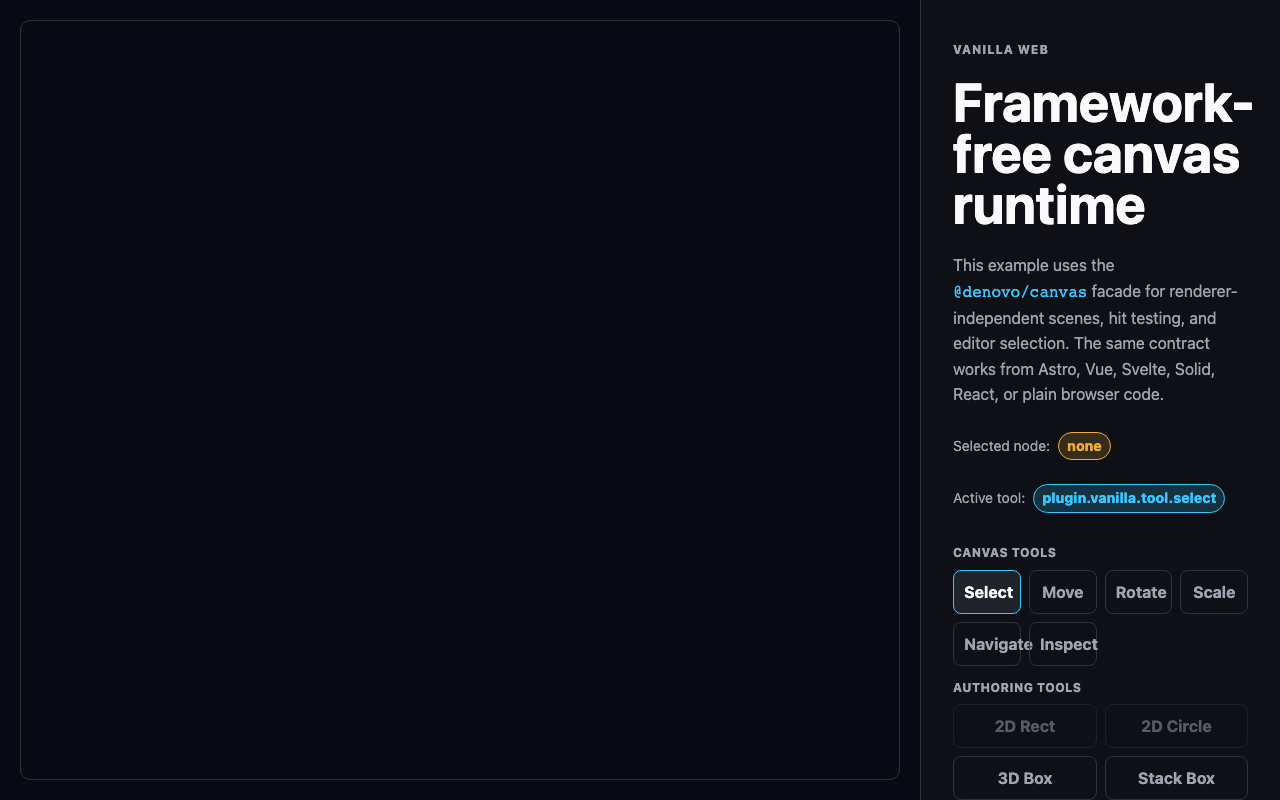 VANILLA WEB
Framework-
free canvas
runtime
This example uses the
@denovo/canvas facade for renderer-
independent scenes, hit testing, and
editor selection. The same contract
works from Astro, Vue, Svelte, Solid,
React, or plain browser code.
Selected node: none
Active tool: plugin.vanilla.tool.select
CANVAS TOOLS
Select Move Rotate Scale
Navigate Inspect
AUTHORING TOOLS
2D Rect 2D Circle
3D Box Stack Box